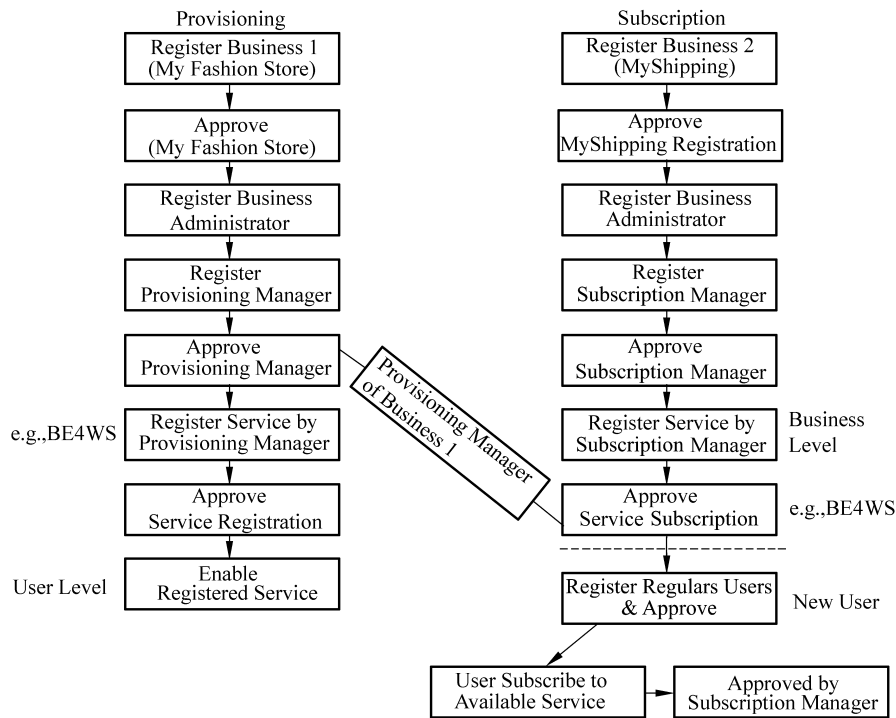 Provisioning
Register Business 1
(My Fashion Store)
Approve
(My Fashion Store)
Register Business
Administrator
Register
Provisioning Manager
Approve
Provisioning Manager
e.g.,BE4WS
Register Service by
Provisioning Manager
Approve
Service Registration
User Level
Enable
Registered Service
Provisioning Manager
of Business 1
Subscription
Register Business 2
(MyShipping)
Approve
MyShipping Registration
Register Business
Administrator
Register
Subscription Manager
Approve
Subscription Manager
Register Service by
Subscription Manager
Business
Level
Approve
Service Subscription
e.g.,BE4WS
Register Regulars Users
& Approve
New User
User Subscribe to
Available Service
Approved by
Subscription Manager